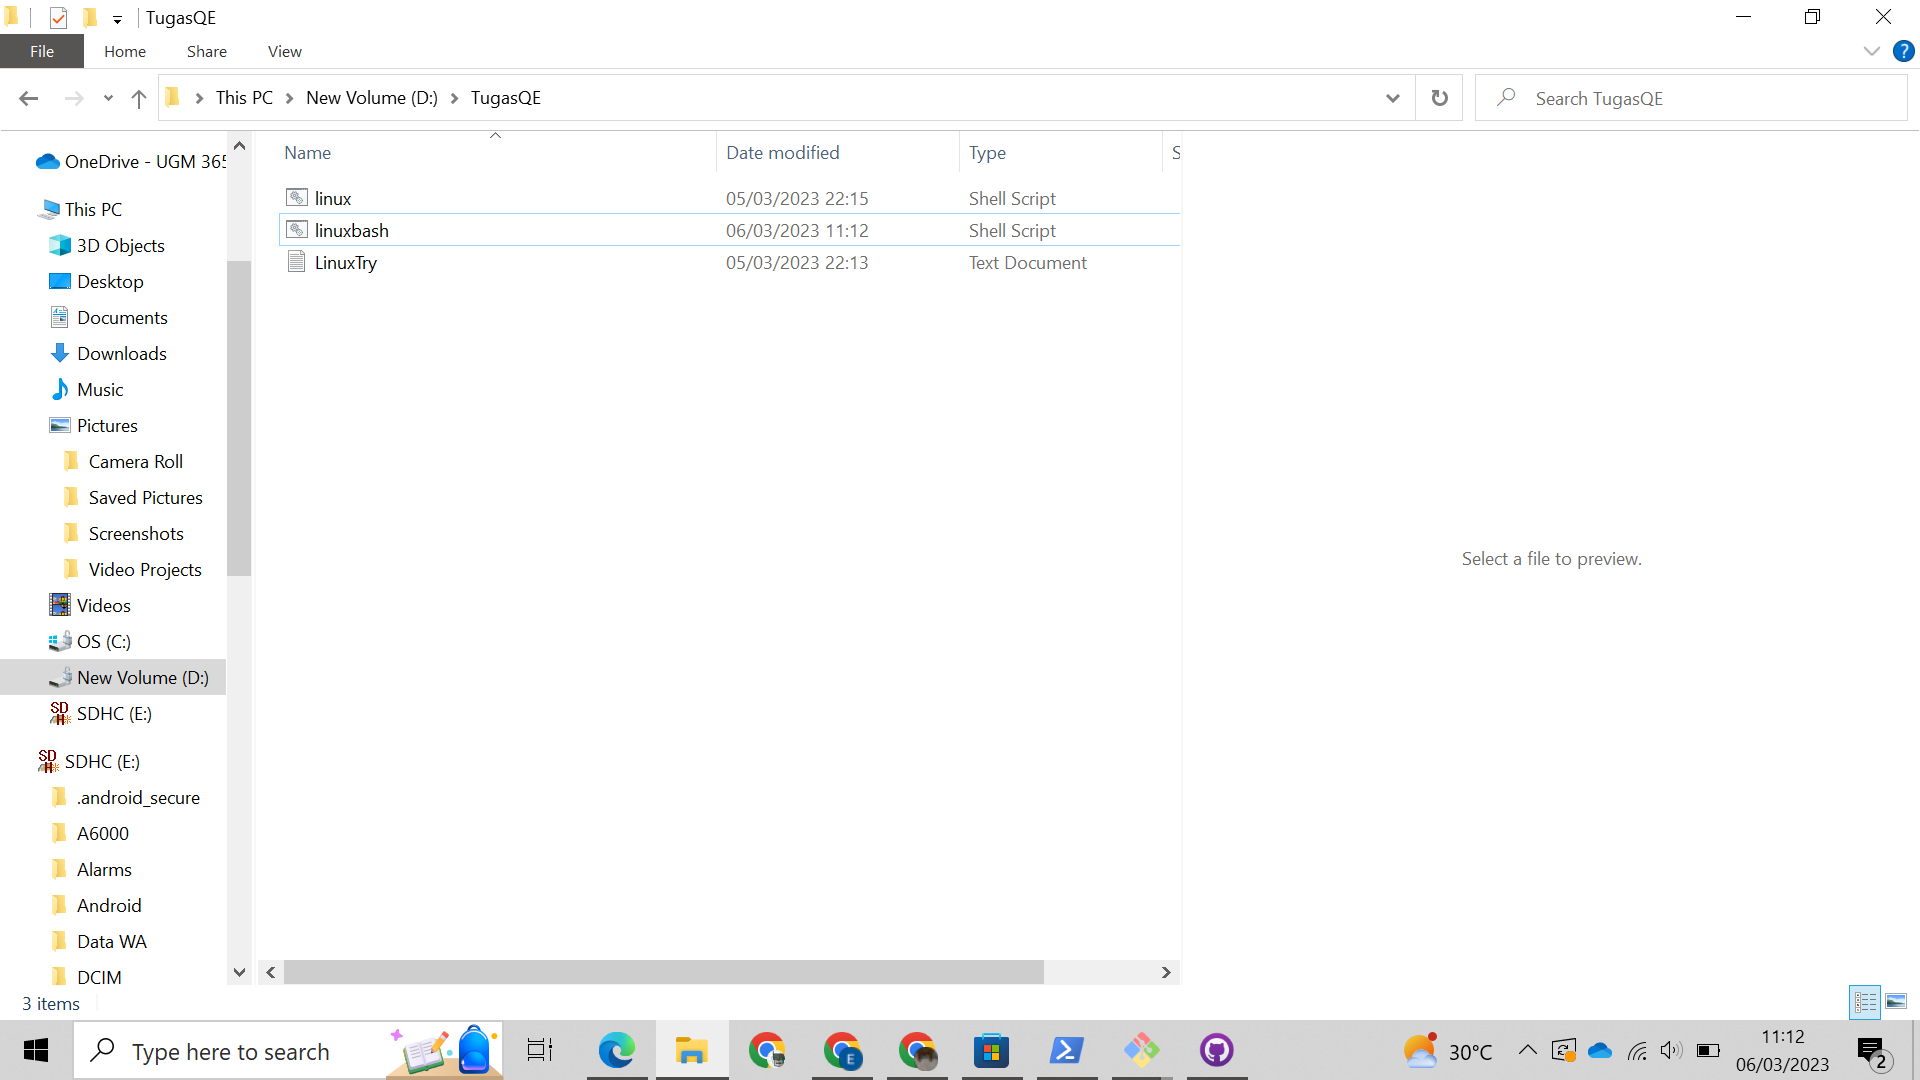 TugasQE
File Home Share View
This PC New Volume (D:) TugasQE
Search TugasQE
Name Date modified Type S
linux 05/03/2023 22:15 Shell Script
linuxbash 06/03/2023 11:12 Shell Script
LinuxTry 05/03/2023 22:13 Text Document
OneDrive - UGM 365
This PC
3D Objects
Desktop
Documents
Downloads
Music
Pictures
Camera Roll
Saved Pictures
Screenshots
Video Projects
Videos
OS (C:)
New Volume (D:)
SDHC (E:)
SDHC (E:)
.android_secure
A6000
Alarms
Android
Data WA
DCIM
Select a file to preview.
3 items
Type here to search
E
30°C
11:12
06/03/2023
2